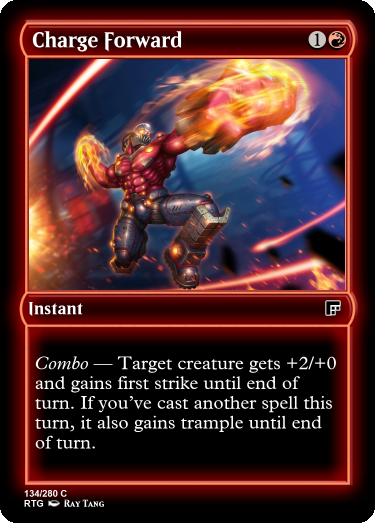 Charge Forward 1
Instant
Combo — Target creature gets +2/+0
and gains first strike until end of
turn. If you've cast another spell this
turn, it also gains trample until end
of turn.
134/280 C
RTG RAY TANG